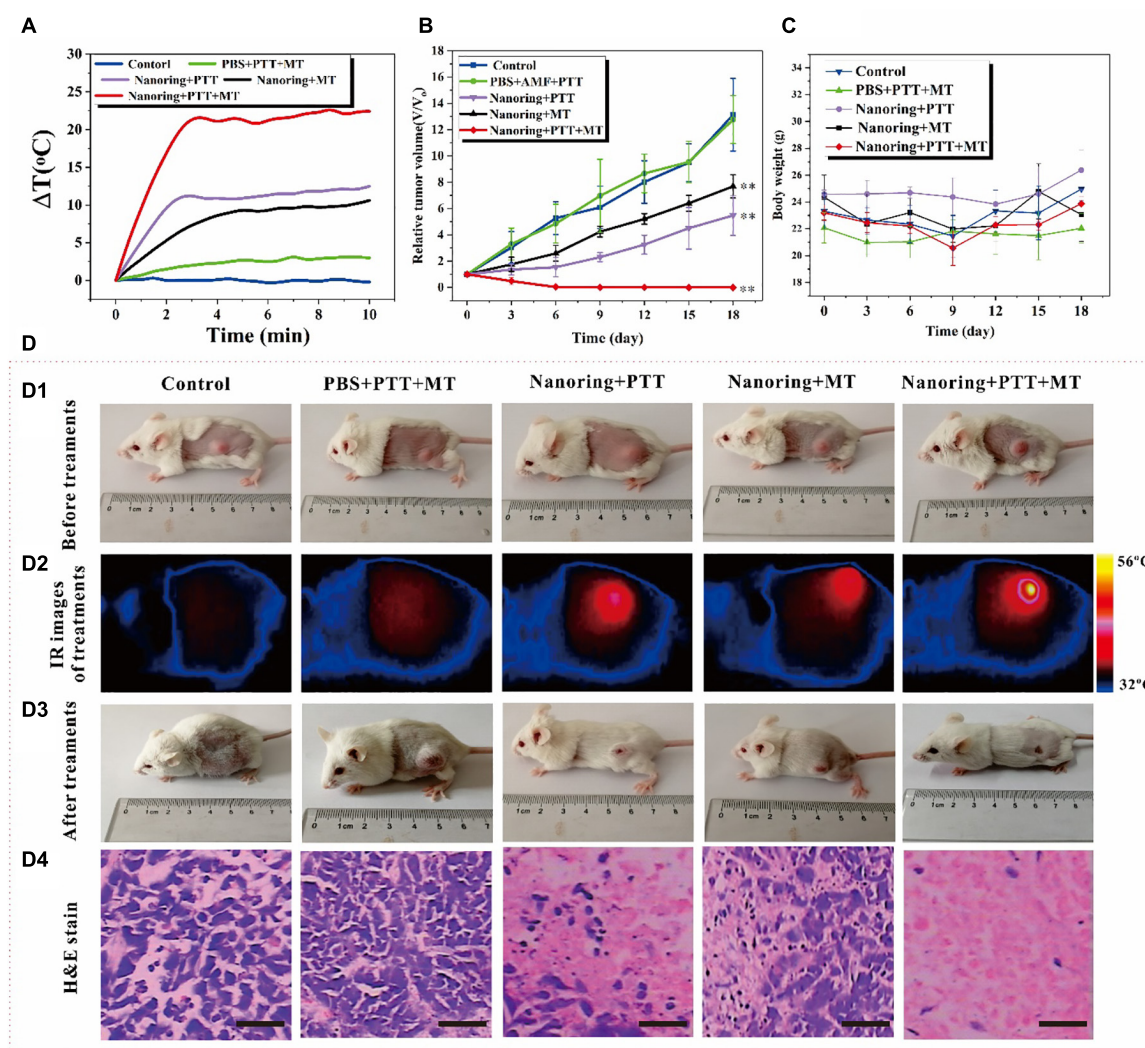 A
B
C
30
25
20
15
10
5
0
0 2 4 6 8 10
ΔT(oC)
Time (min)
Contorl
PBS+PTT+MT
Nanoring+PTT
Nanoring+MT
Nanoring+PTT+MT
18
16
14
12
10
8
6
4
2
0
0 3 6 9 12 15 18
Relative tumor volume(V/Vo)
Time (day)
Control
PBS+AMF+PTT
Nanoring+PTT
Nanoring+MT
Nanoring+PTT+MT
**
**
**
34
32
30
28
26
24
22
20
18
0 3 6 9 12 15 18
Body weight (g)
Time (day)
Control
PBS+PTT+MT
Nanoring+PTT
Nanoring+MT
Nanoring+PTT+MT
D
Control PBS+PTT+MT Nanoring+PTT Nanoring+MT Nanoring+PTT+MT
D1
Before treaments
D2
IR images
of treatments
56°C
32°C
D3
After treaments
D4
H&E stain